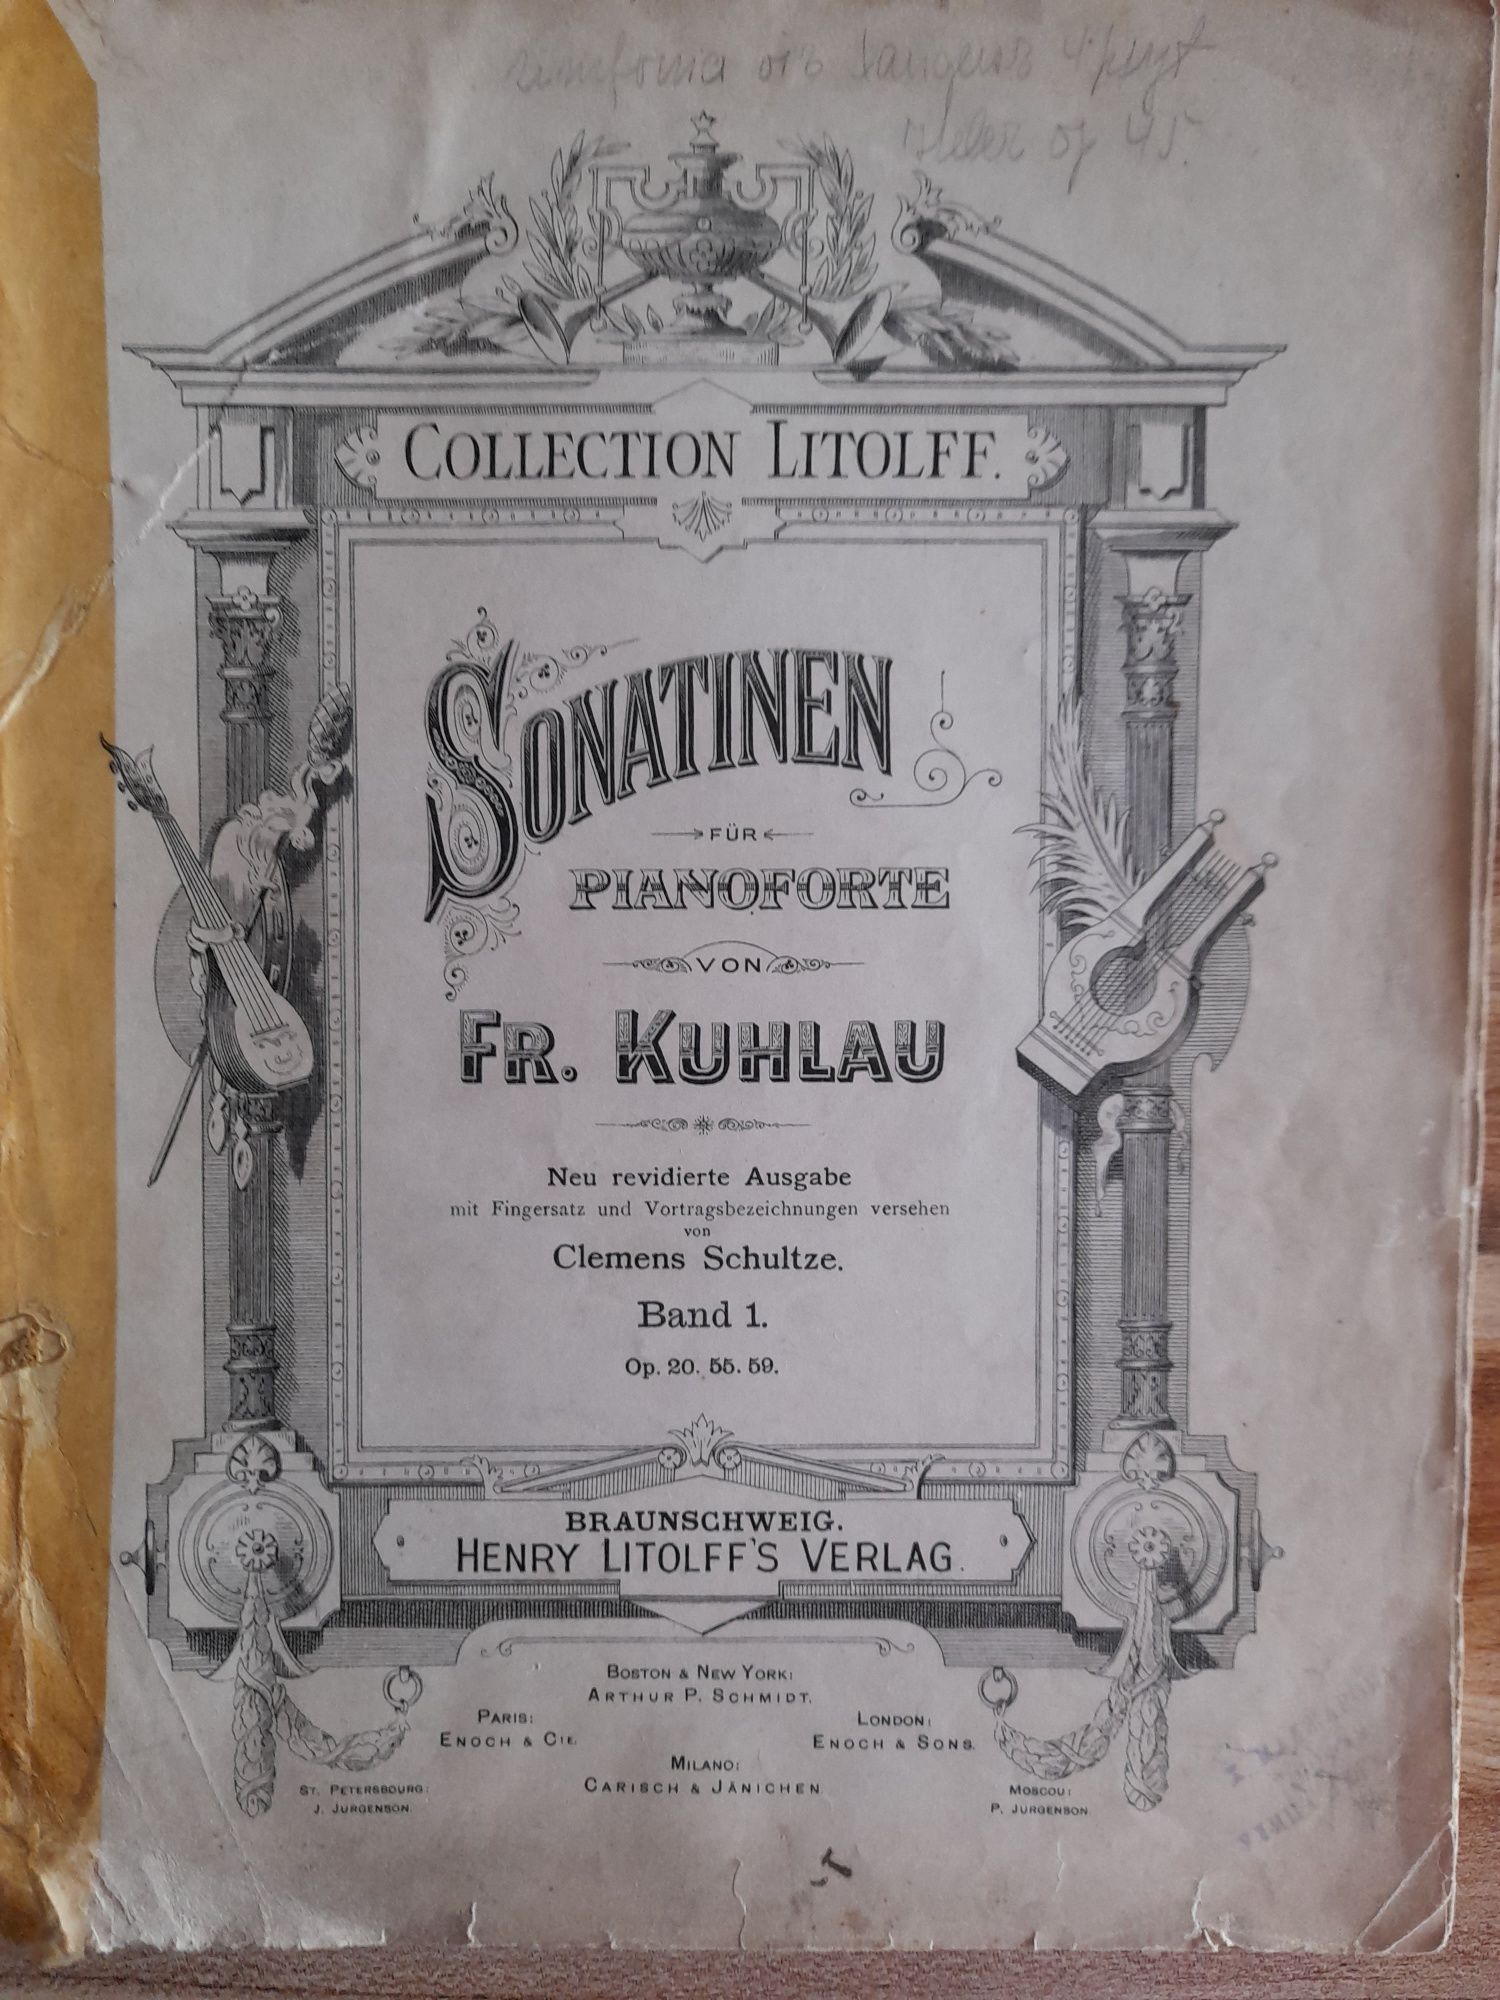 op 45.
COLLECTION LITOLFF.
SONATINEN
FÜR
PIANOFORTE
VON
FR. KUHLAU
Neu revidierte Ausgabe
mit Fingersatz und Vortragsbezeichnungen versehen
von
Clemens Schultze.
Band 1.
Op. 20. 55. 59.
BRAUNSCHWEIG.
HENRY LITOLFF'S VERLAG.
BOSTON & NEW YORK:
ARTHUR P. SCHMIDT.
PARIS:
ENOCH & CIE.
LONDON:
ENOCH & SONS.
MILANO:
CARISCH & JÄNICHEN
ST. PETERSBOURG:
J. JURGENSON.
MOSCOU:
P. JURGENSON.